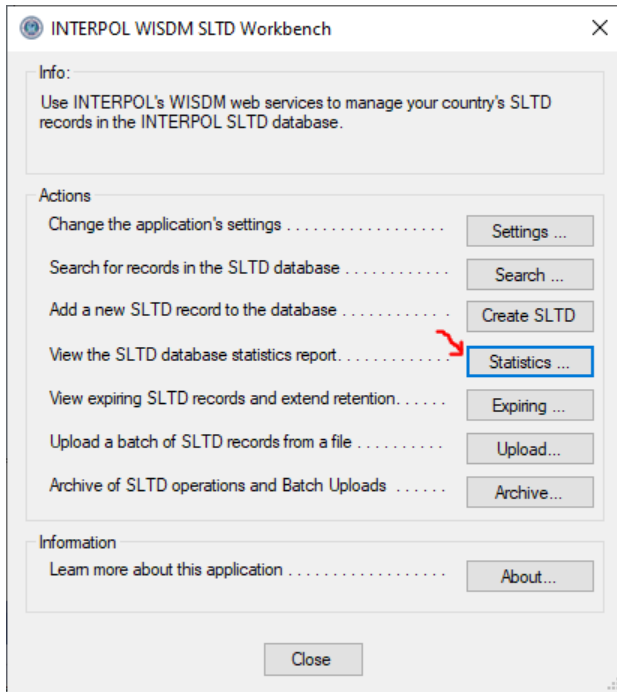 INTERPOL WISDM SLTD Workbench
Info:
Use INTERPOL's WISDM web services to manage your country's SLTD
records in the INTERPOL SLTD database.
Actions
Change the application's settings . . . . . . . . . . . . . . . . . . Settings ...
Search for records in the SLTD database . . . . . . . . . . . . Search ...
Add a new SLTD record to the database . . . . . . . . . . . . Create SLTD
View the SLTD database statistics report. . . . . . . . . . . . . Statistics ...
View expiring SLTD records and extend retention. . . . . . Expiring ...
Upload a batch of SLTD records from a file . . . . . . . . . . Upload...
Archive of SLTD operations and Batch Uploads . . . . . . Archive...
Information
Learn more about this application . . . . . . . . . . . . . . . . . . About...
Close